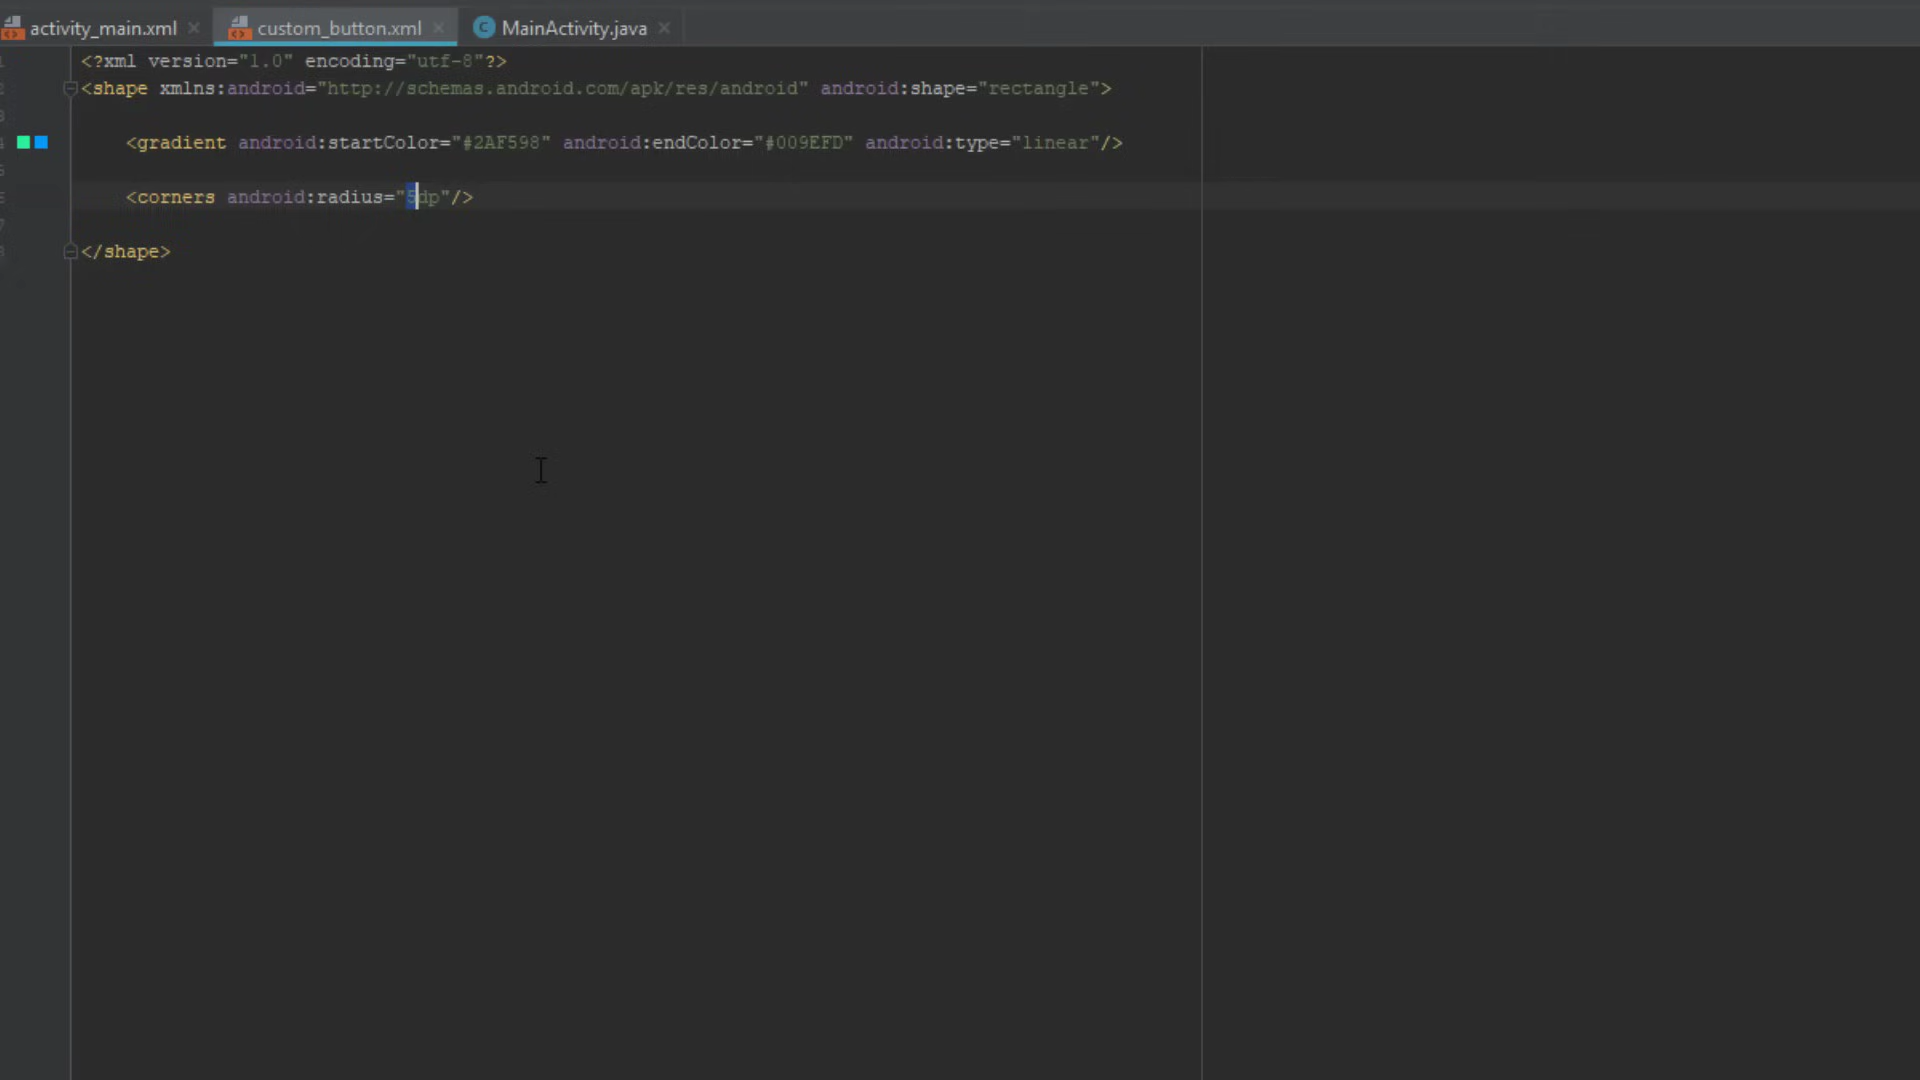 activity_main.xml custom_button.xml MainActivity.java
<?xml version="1.0" encoding="utf-8"?>
<shape xmlns:android="http://schemas.android.com/apk/res/android" android:shape="rectangle">
<gradient android:startColor="#2AF598" android:endColor="#009EFD" android:type="linear"/>
<corners android:radius="5dp"/>
</shape>